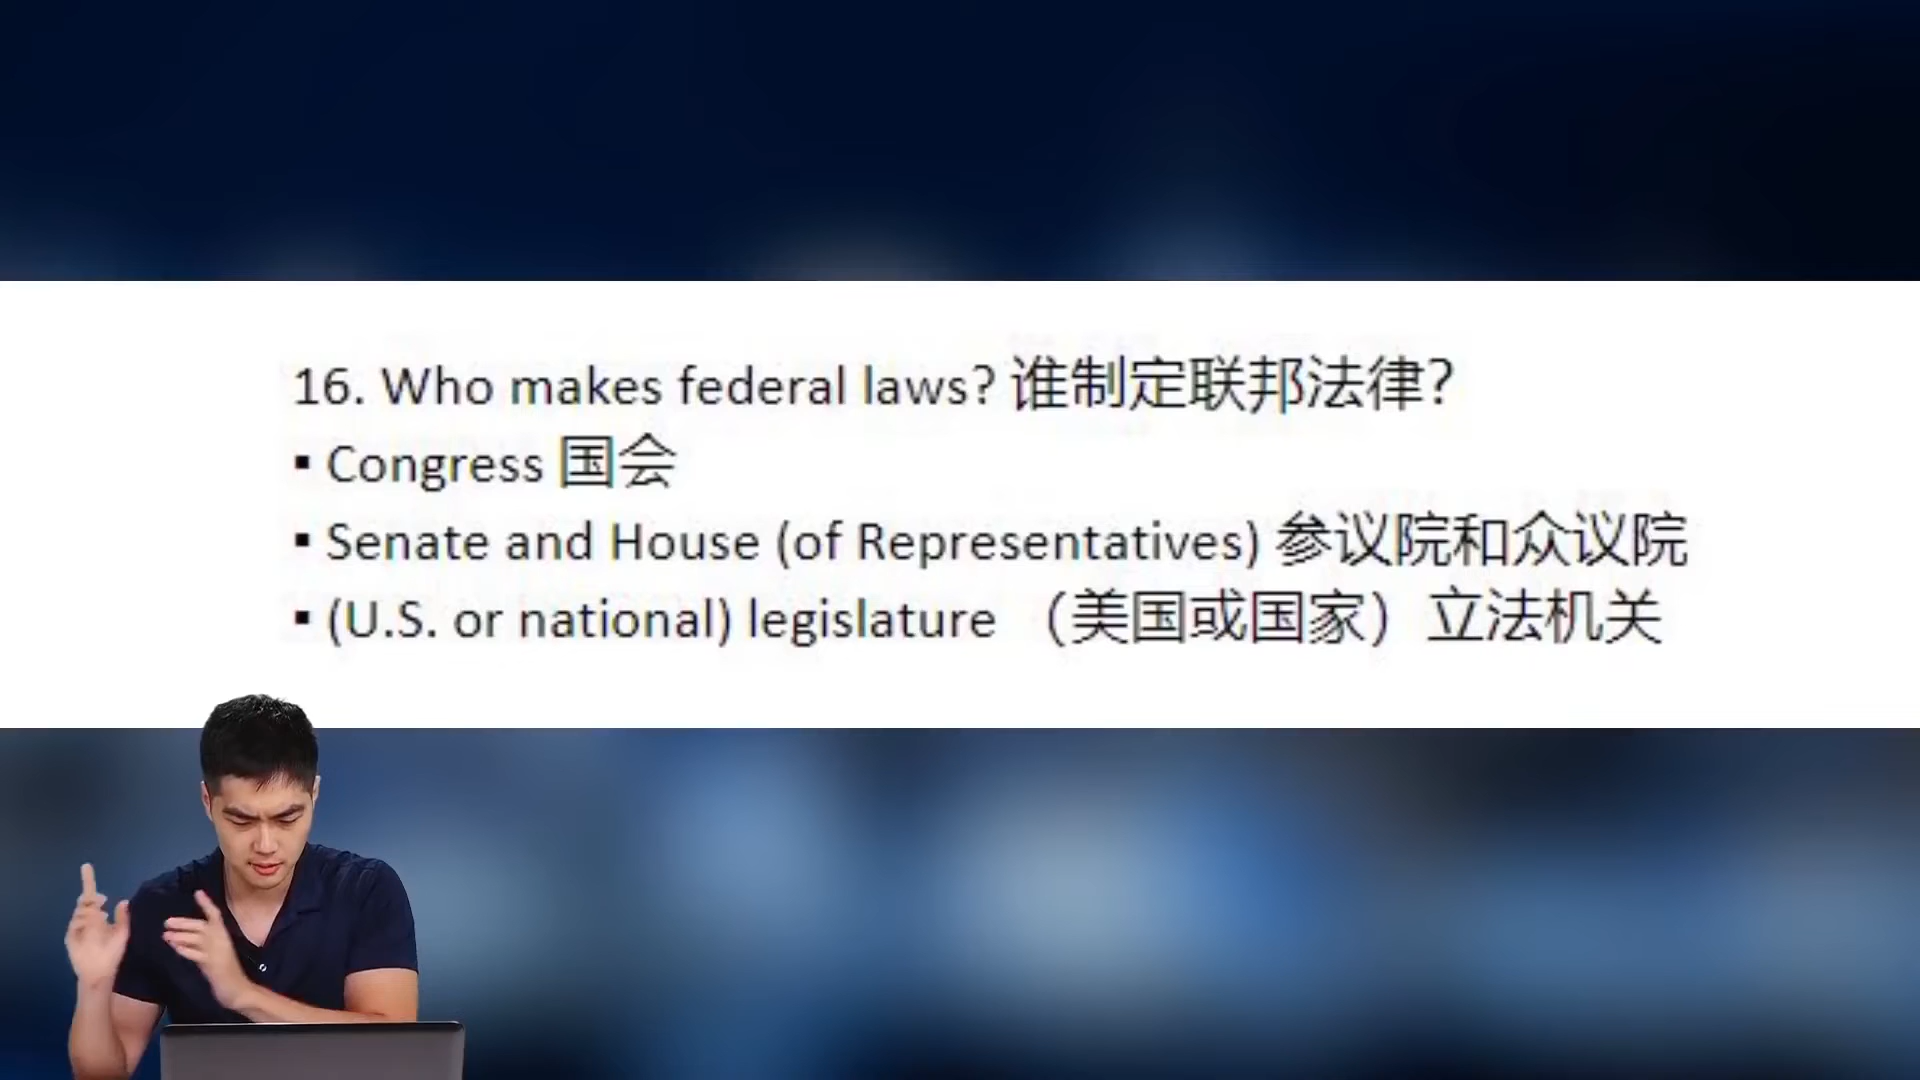 16. Who makes federal laws? 谁制定联邦法律?
▪ Congress 国会
▪ Senate and House (of Representatives) 参议院和众议院
▪ (U.S. or national) legislature （美国或国家）立法机关